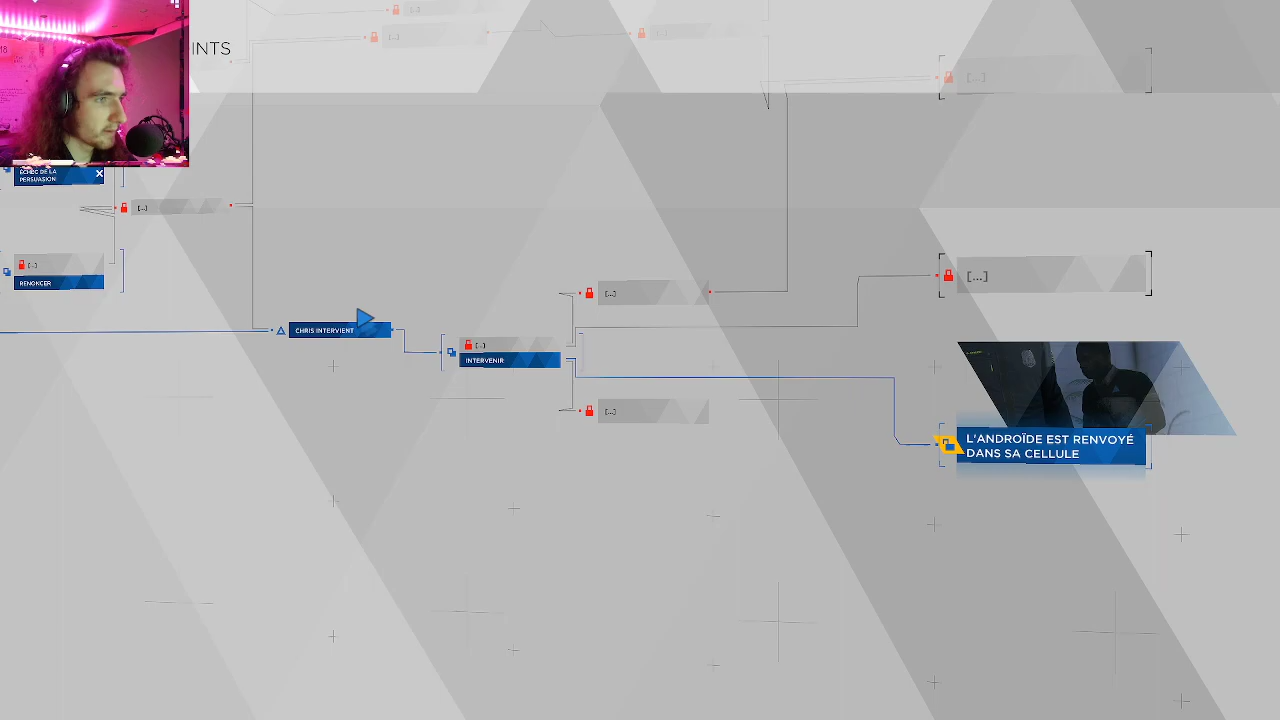 [...]
[...]
[...]
INTS
[...]
ÉCHEC DE LA
PERSUASION
[...]
[...]
RENONCER
[...]
[...]
CHRIS INTERVIENT
[...]
INTERVENIR
[...]
L'ANDROÏDE EST RENVOYÉ
DANS SA CELLULE